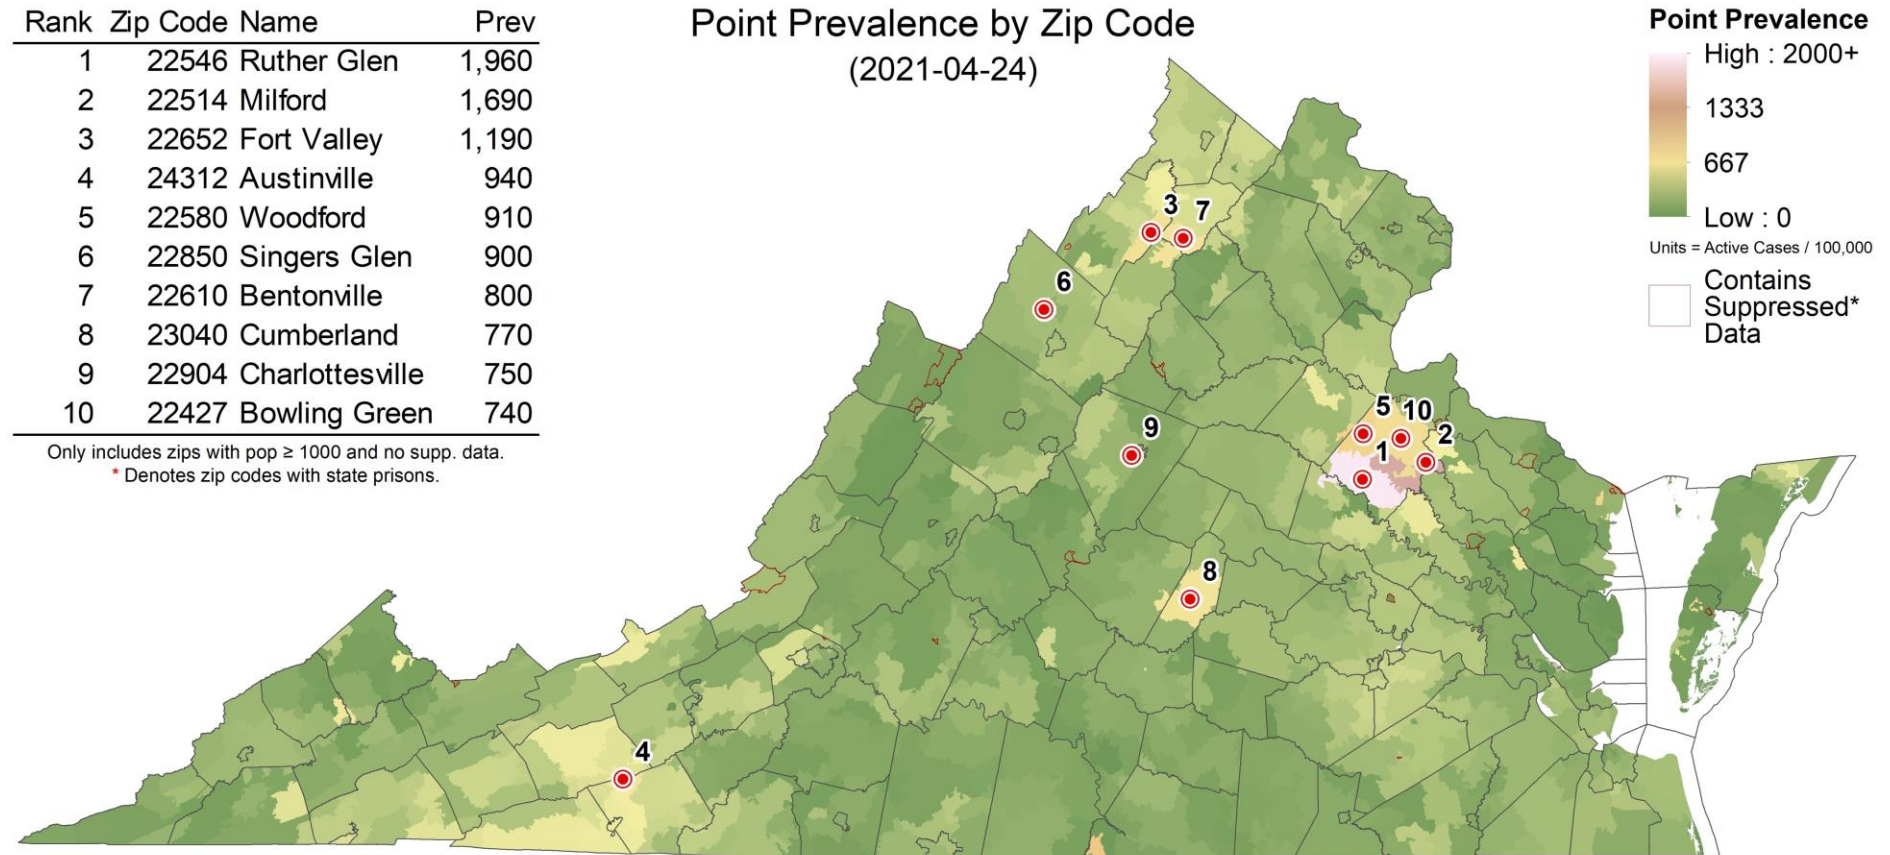 Rank Zip Code Name Prev
1 22546 Ruther Glen 1,960
2 22514 Milford 1,690
3 22652 Fort Valley 1,190
4 24312 Austinville 940
5 22580 Woodford 910
6 22850 Singers Glen 900
7 22610 Bentonville 800
8 23040 Cumberland 770
9 22904 Charlottesville 750
10 22427 Bowling Green 740
Only includes zips with pop ≥ 1000 and no supp. data.
* Denotes zip codes with state prisons.
Point Prevalence by Zip Code
(2021-04-24)
Point Prevalence
High : 2000+
1333
667
Low : 0
Units = Active Cases / 100,000
Contains
Suppressed*
Data
3 7
6
5 10
9 1 2
8
4